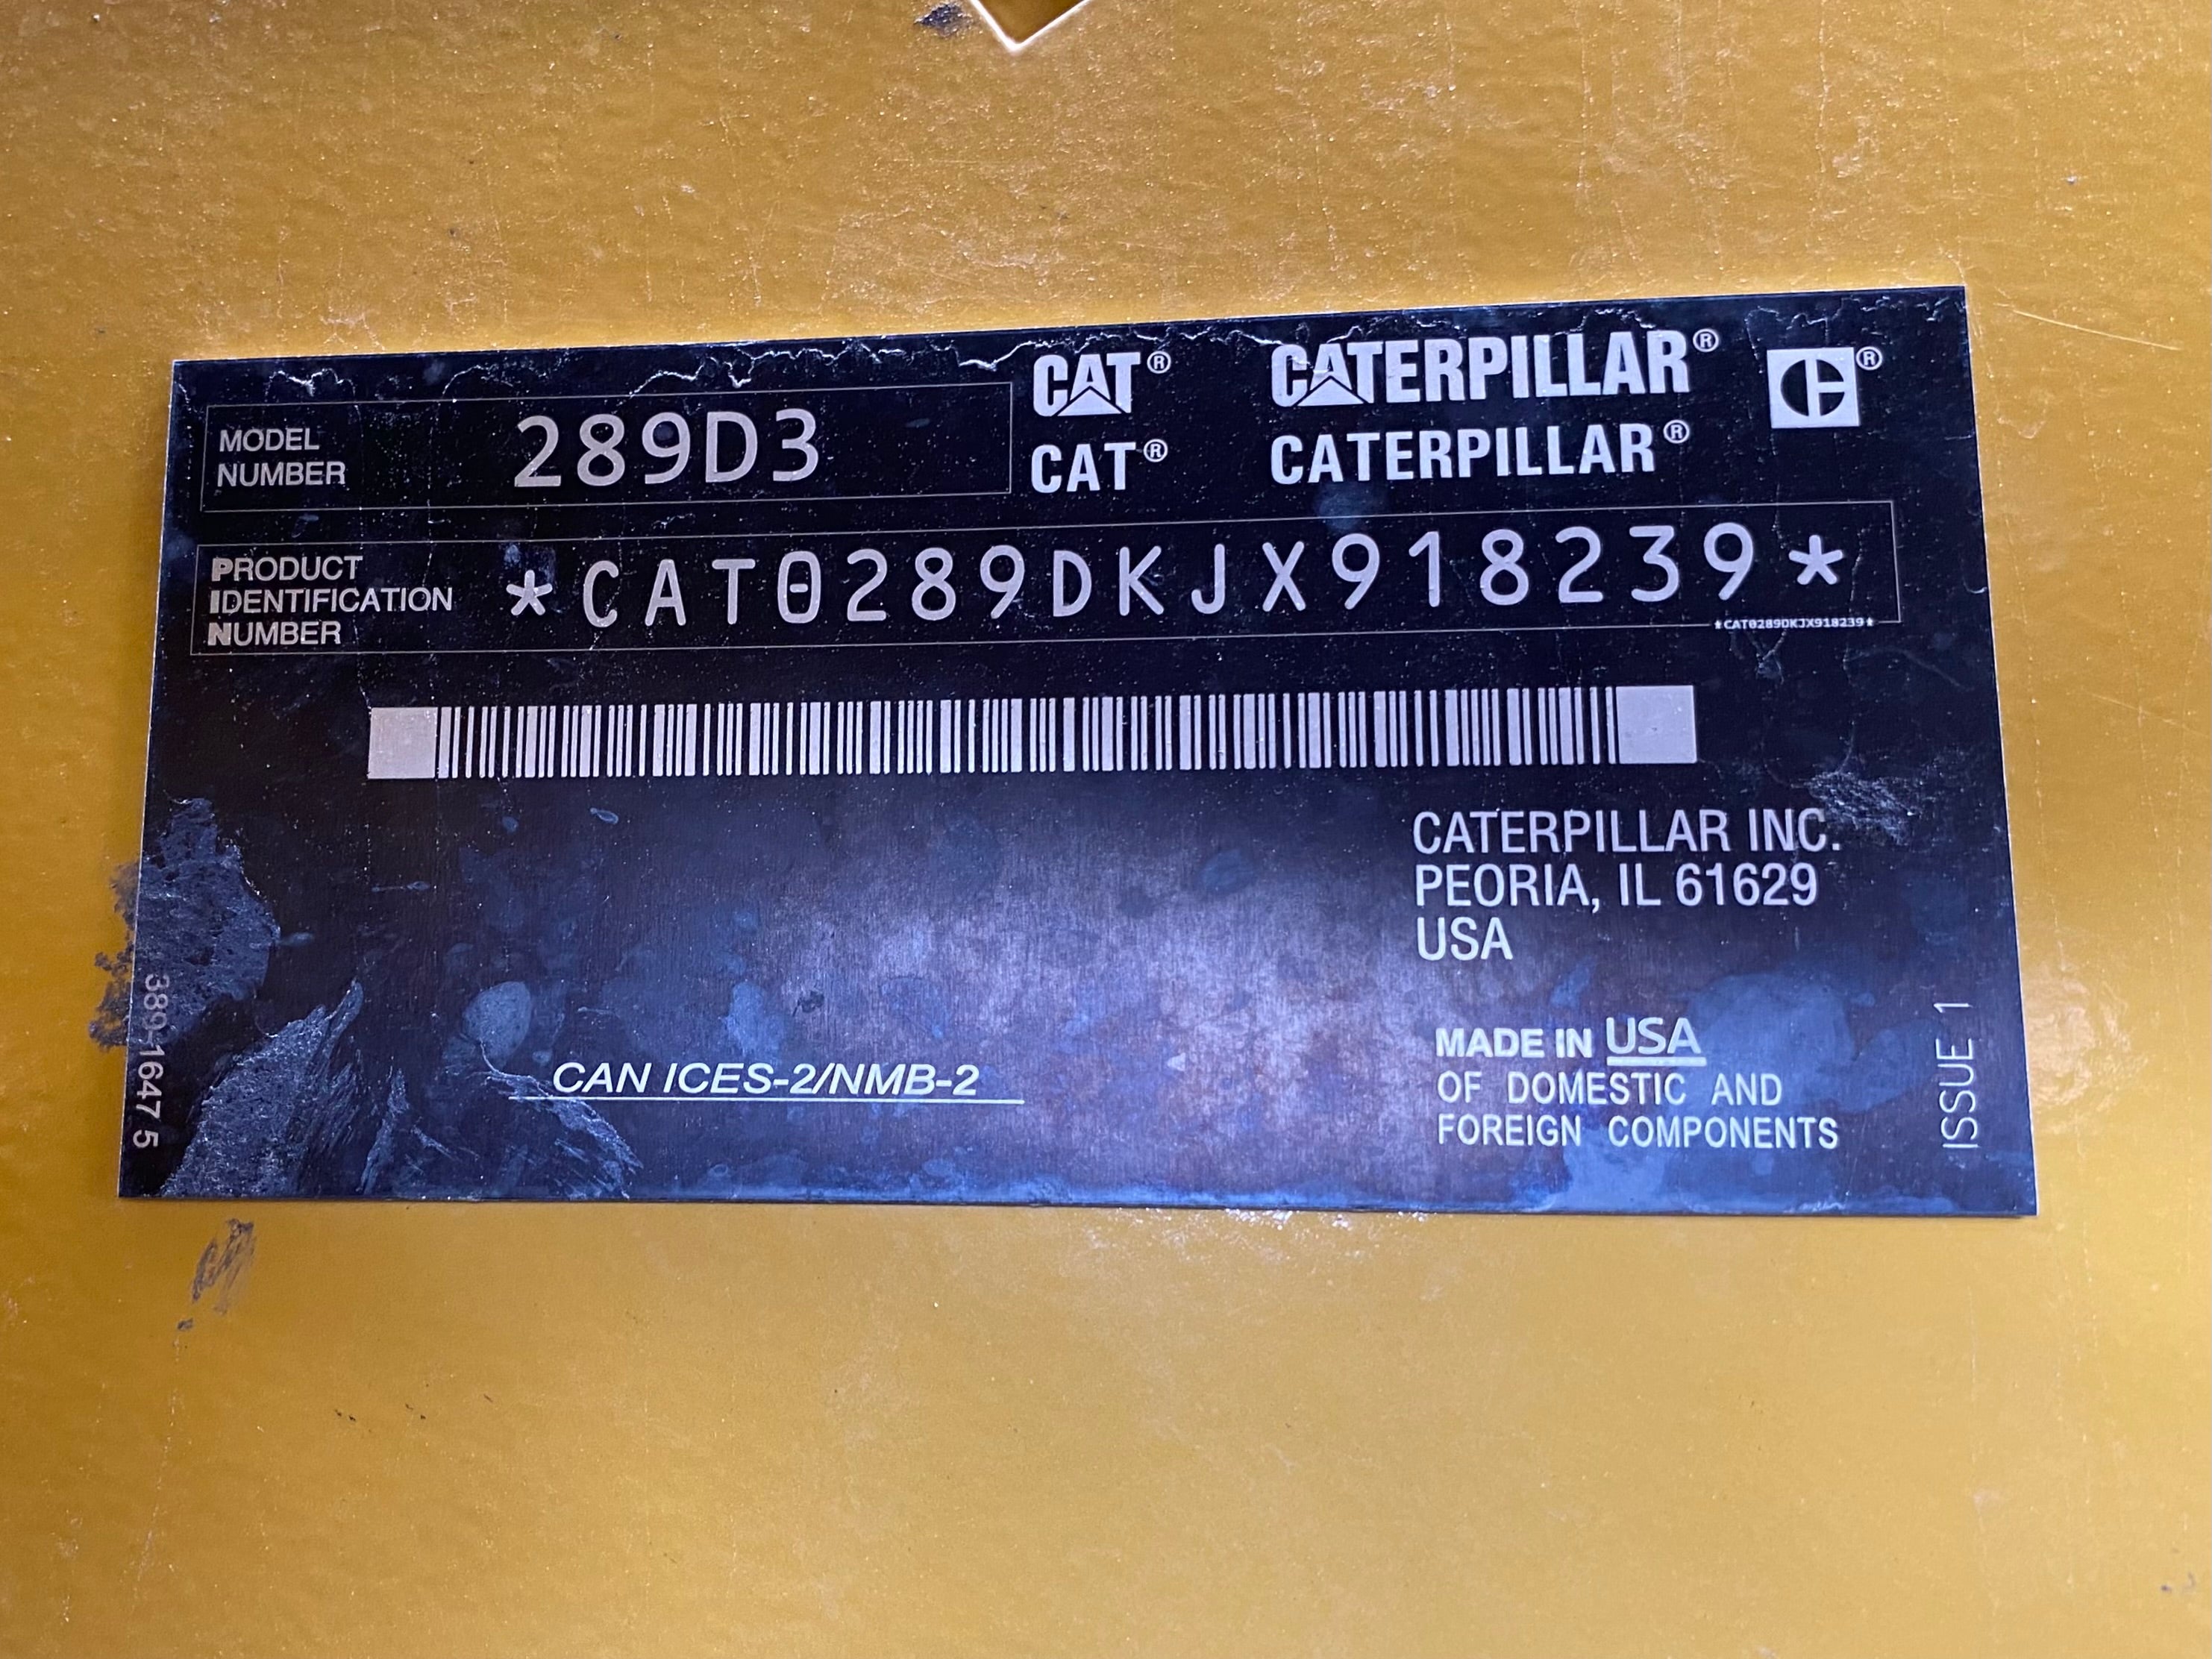 MODEL
NUMBER
289D3
CAT® CATERPILLAR® ®
CAT® CATERPILLAR®
PRODUCT
IDENTIFICATION
NUMBER
*CAT0289DKJX918239*
*CAT0289DKJX918239*
CATERPILLAR INC.
PEORIA, IL 61629
USA
MADE IN USA
OF DOMESTIC AND
FOREIGN COMPONENTS
CAN ICES-2/NMB-2
389-1647 5
ISSUE 1